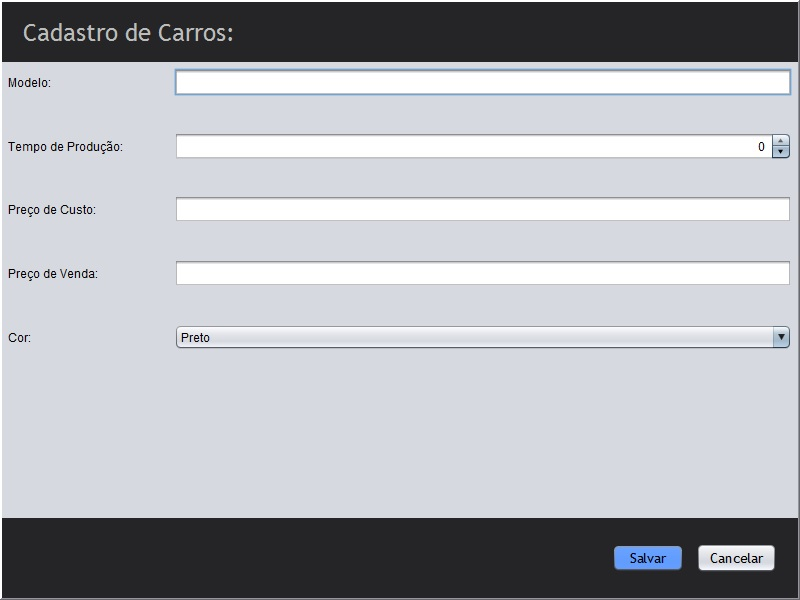 Cadastro de Carros:
Modelo:
Tempo de Produção: 0
Preço de Custo:
Preço de Venda:
Cor: Preto
Salvar Cancelar